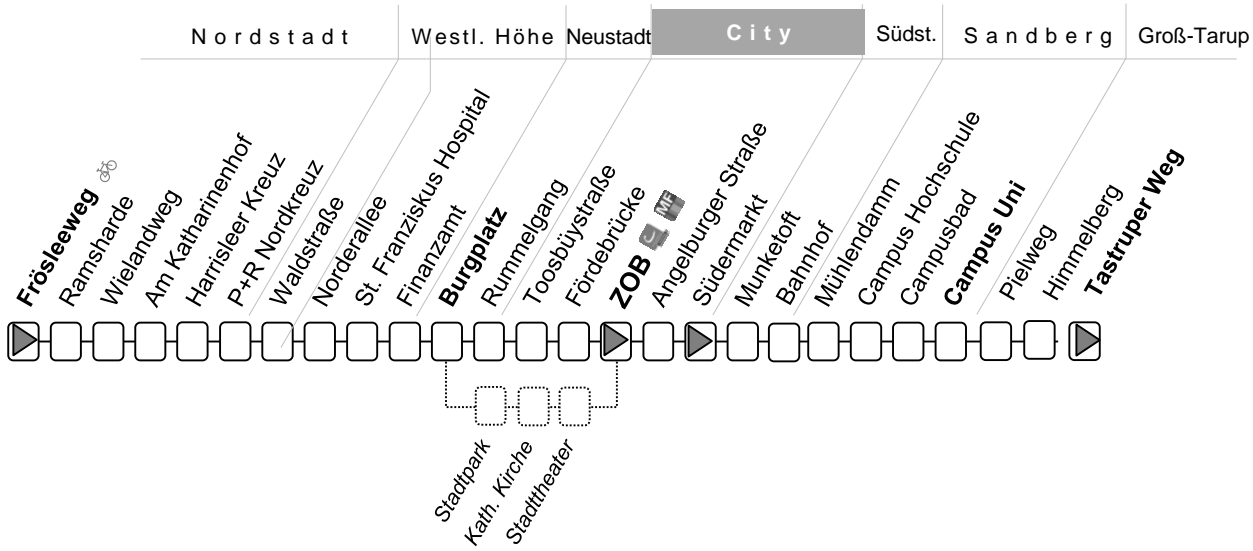 Nordstadt
Westl. Höhe
Neustadt
City
Südst.
Sandberg
Groß-Tarup
Frösleeweg
Ramsharde
Wielandweg
Am Katharinenhof
Harrisleer Kreuz
P+R Nordkreuz
Waldstraße
Norderallee
St. Franziskus Hospital
Finanzamt
Burgplatz
Rummelgang
Toosbüystraße
Fördebrücke
ZOB
MF
Angelburger Straße
Südermarkt
Munketoft
Bahnhof
Mühlendamm
Campus Hochschule
Campusbad
Campus Uni
Pielweg
Himmelberg
Tastruper Weg
Stadtpark
Kath. Kirche
Stadttheater